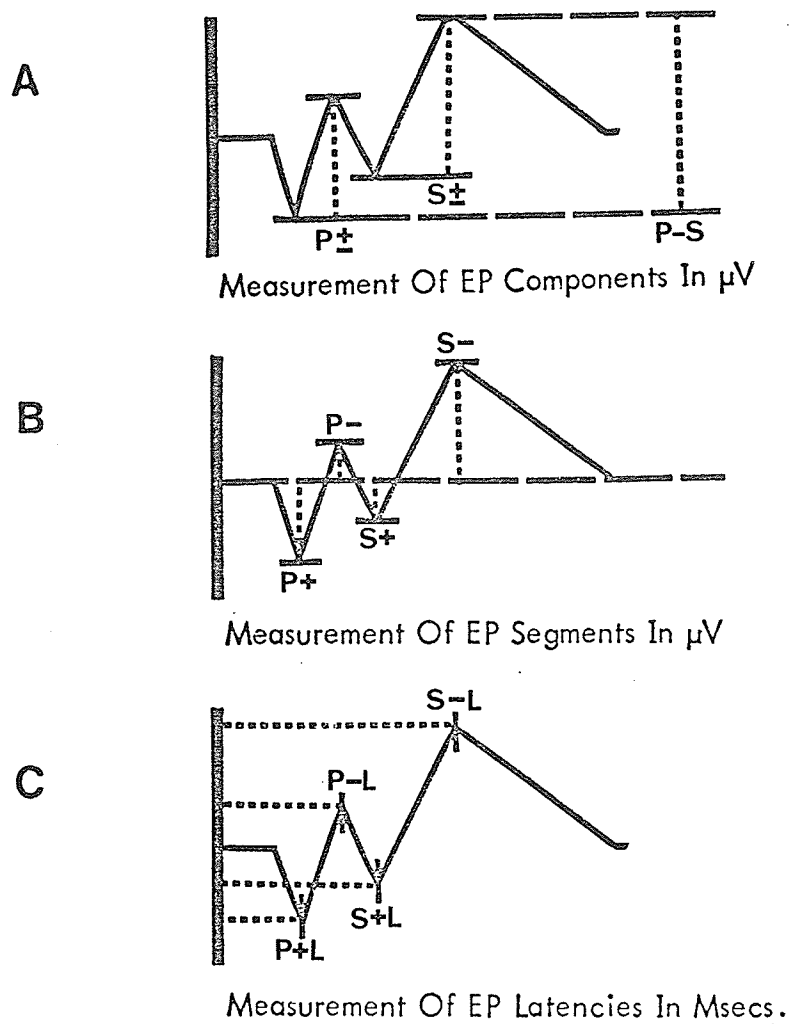 A
P±
S±
P-S
Measurement Of EP Components In µV
B
S-
P-
S+
P+
Measurement Of EP Segments In µV
C
S-L
P-L
S+L
P+L
Measurement Of EP Latencies In Msecs.